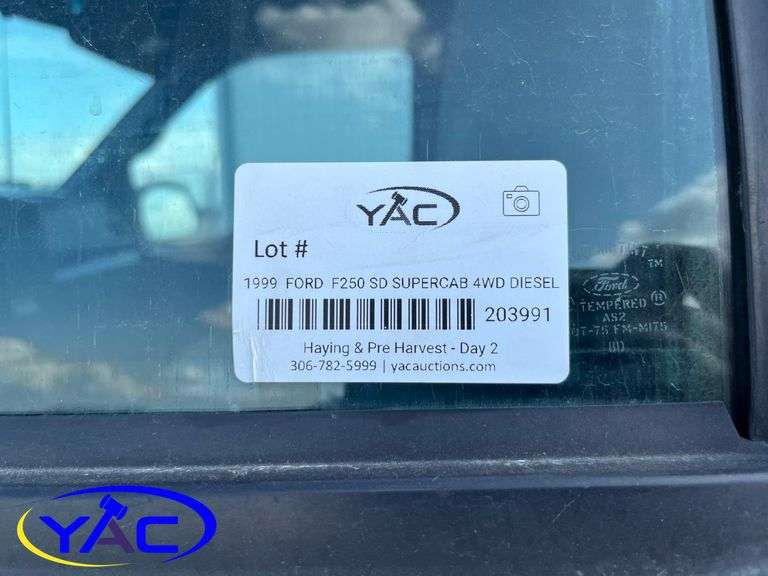 YAC
Lot #
1999 FORD F250 SD SUPERCAB 4WD DIESEL
203991
Haying & Pre Harvest - Day 2
306-782-5999 | yacauctions.com
TM
Ford
TEMPERED ®
AS2
YAC